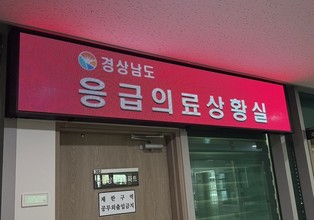 경상남도
응급의료상황실
제 한 구 역
공무외출입금지